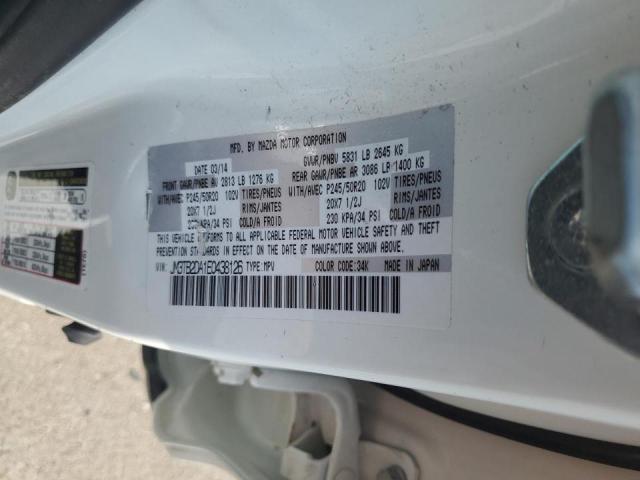 MFD. BY MAZDA MOTOR CORPORATION
DATE 03/14 GVWR/PNBV 5831 LB 2645 KG
FRONT GAWR/PNBE AV 2813 LB 1276 KG REAR GAWR/PNBE AR 3086 LB 1400 KG
WITH/AVEC P245/50R20 102V TIRES/PNEUS WITH/AVEC P245/50R20 102V TIRES/PNEUS
20X7 1/2J RIMS/JANTES 20X7 1/2J RIMS/JANTES
230 KPA/34 PSI COLD/A FROID 230 KPA/34 PSI COLD/A FROID
THIS VEHICLE CONFORMS TO ALL APPLICABLE FEDERAL MOTOR VEHICLE SAFETY AND THEFT
PREVENTION STANDARDS IN EFFECT ON THE DATE OF MANUFACTURE SHOWN ABOVE.
VIN: JM3TB2DA1E0438126 TYPE: MPV COLOR CODE: 34K MADE IN JAPAN